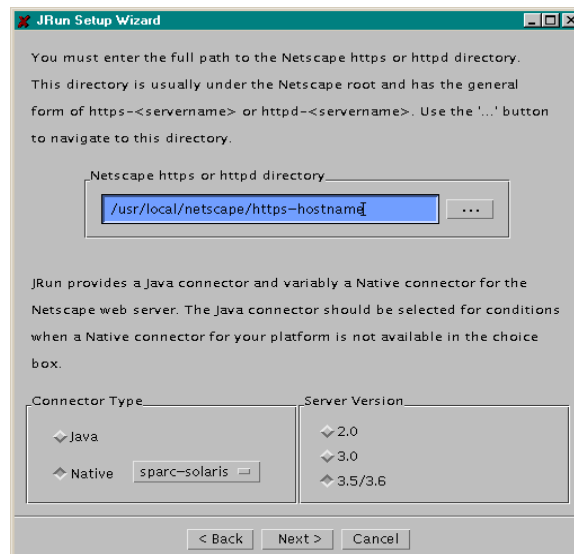 JRun Setup Wizard
You must enter the full path to the Netscape https or httpd directory.
This directory is usually under the Netscape root and has the general
form of https-<servername> or httpd-<servername>. Use the '...' button
to navigate to this directory.
Netscape https or httpd directory
/usr/local/netscape/https-hostname
...
JRun provides a Java connector and variably a Native connector for the
Netscape web server. The Java connector should be selected for conditions
when a Native connector for your platform is not available in the choice
box.
Connector Type
Java
Native sparc-solaris
Server Version
2.0
3.0
3.5/3.6
< Back Next > Cancel